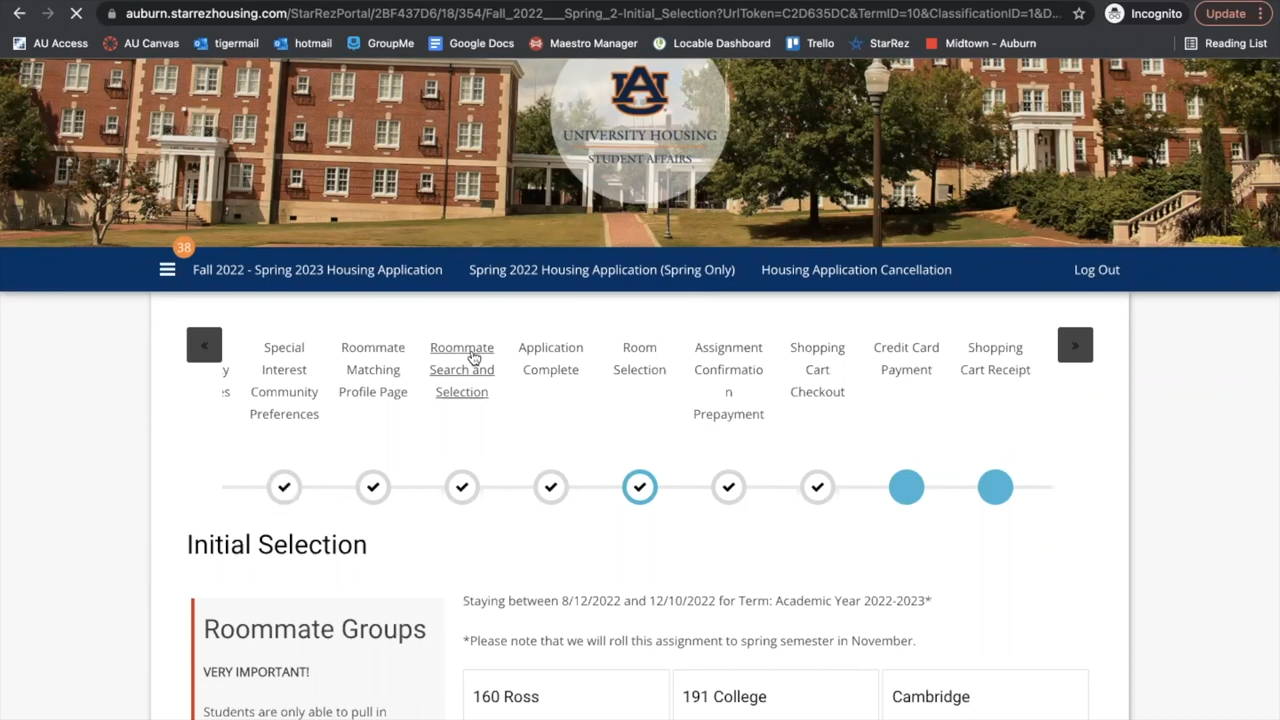 auburn.starrezhousing.org/StarRezPortal/2BF437D6/18/354/Fall_2022___Spring_2-Initial_Selection?UrlToken=C2D635DC&TermID=10&ClassificationID=1&D... Incognito Update
AU Access AU Canvas tigermail hotmail GroupMe Google Docs Maestro Manager Locable Dashboard Trello StarRez Midtown - Auburn Reading List
AU
UNIVERSITY HOUSING
STUDENT AFFAIRS
38
Fall 2022 - Spring 2023 Housing Application Spring 2022 Housing Application (Spring Only) Housing Application Cancellation Log Out
« y
es
Special
Interest
Community
Preferences
Roommate
Matching
Profile Page
Roommate
Search and
Selection
Application
Complete
Room
Selection
Assignment
Confirmatio
n
Prepayment
Shopping
Cart
Checkout
Credit Card
Payment
Shopping
Cart Receipt
»
Initial Selection
Roommate Groups
VERY IMPORTANT!
Students are only able to pull in
Staying between 8/12/2022 and 12/10/2022 for Term: Academic Year 2022-2023*
*Please note that we will roll this assignment to spring semester in November.
160 Ross 191 College Cambridge